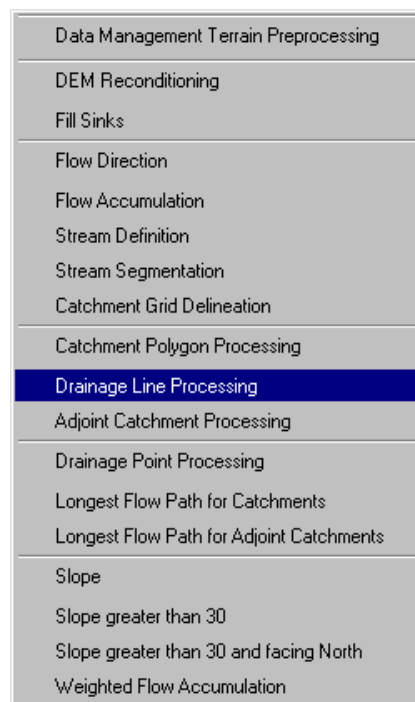 Data Management Terrain Preprocessing
DEM Reconditioning
Fill Sinks
Flow Direction
Flow Accumulation
Stream Definition
Stream Segmentation
Catchment Grid Delineation
Catchment Polygon Processing
Drainage Line Processing
Adjoint Catchment Processing
Drainage Point Processing
Longest Flow Path for Catchments
Longest Flow Path for Adjoint Catchments
Slope
Slope greater than 30
Slope greater than 30 and facing North
Weighted Flow Accumulation